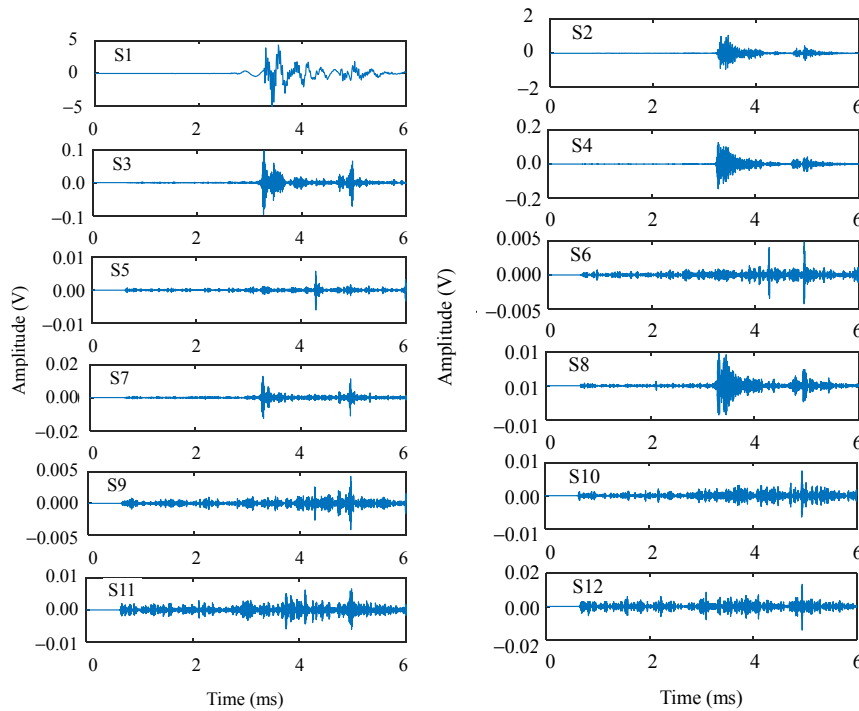 5
S1
0
−5
0 2 4 6
2
S2
0
−2
0 2 4 6
0.1
S3
0.0
−0.1
0 2 4 6
0.2
S4
0.0
−0.2
0 2 4 6
0.01
S5
0.00
−0.01
0 2 4 6
0.005
S6
0.000
−0.005
0 2 4 6
0.02
S7
0.00
−0.02
0 2 4 6
0.01
S8
0.01
−0.01
0 2 4 6
0.005
S9
0.000
−0.005
0 2 4 6
0.01
S10
0.00
−0.01
0 2 4 6
0.01
S11
0.00
−0.01
0 2 4 6
0.02
S12
0.00
−0.02
0 2 4 6
Amplitude (V)
Amplitude (V)
Time (ms)
Time (ms)